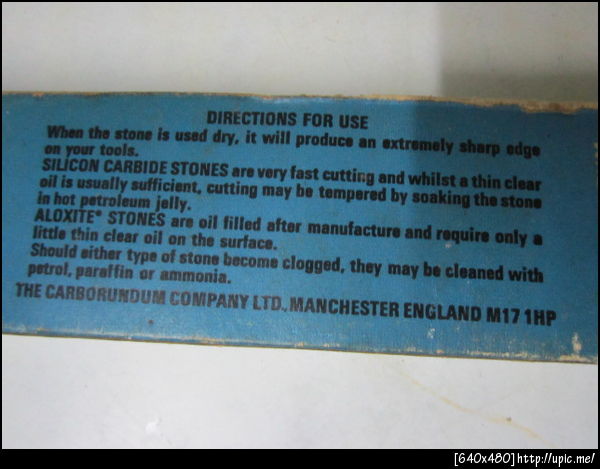 DIRECTIONS FOR USE
When the stone is used dry, it will produce an extremely sharp edge
on your tools.
SILICON CARBIDE STONES are very fast cutting and whilst a thin clear
oil is usually sufficient, cutting may be tempered by soaking the stone
in hot petroleum jelly.
ALOXITE® STONES are oil filled after manufacture and require only a
little thin clear oil on the surface.
Should either type of stone become clogged, they may be cleaned with
petrol, paraffin or ammonia.
THE CARBORUNDUM COMPANY LTD. MANCHESTER ENGLAND M17 1HP
[640x480]http://upic.me/